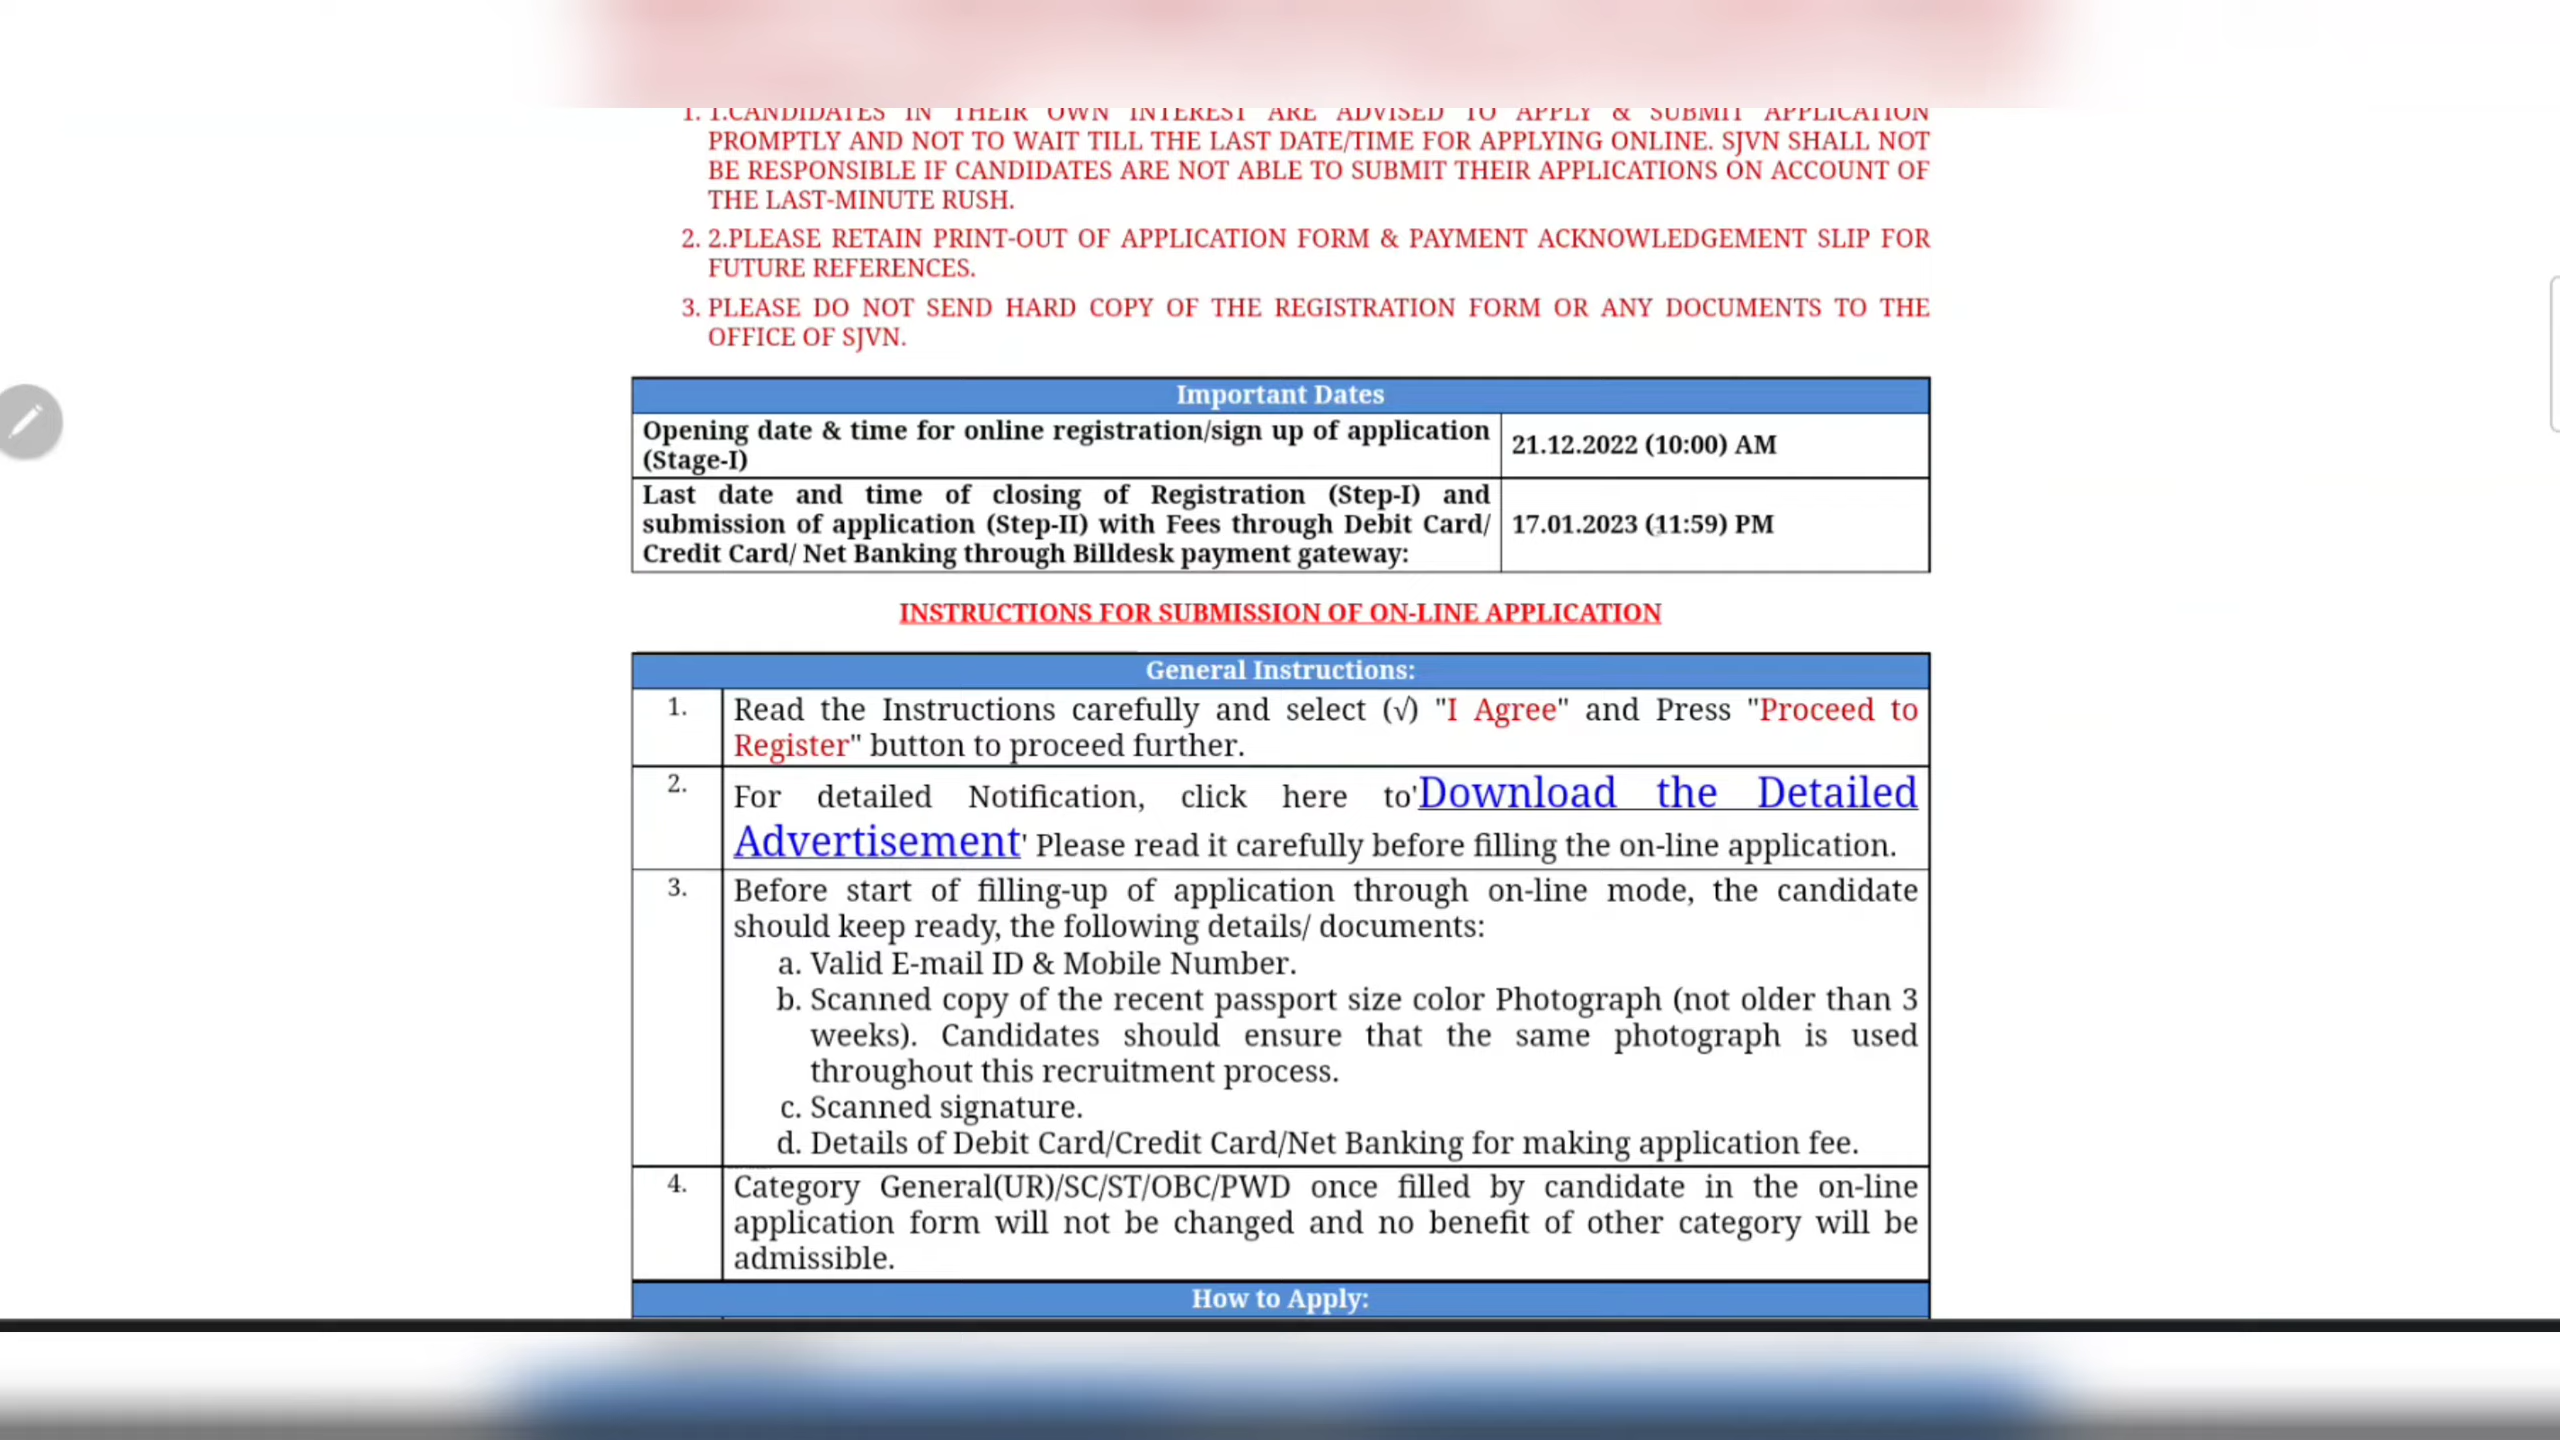 1. 1.CANDIDATES IN THEIR OWN INTEREST ARE ADVISED TO APPLY & SUBMIT APPLICATION
PROMPTLY AND NOT TO WAIT TILL THE LAST DATE/TIME FOR APPLYING ONLINE. SJVN SHALL NOT
BE RESPONSIBLE IF CANDIDATES ARE NOT ABLE TO SUBMIT THEIR APPLICATIONS ON ACCOUNT OF
THE LAST-MINUTE RUSH.
2. 2.PLEASE RETAIN PRINT-OUT OF APPLICATION FORM & PAYMENT ACKNOWLEDGEMENT SLIP FOR
FUTURE REFERENCES.
3. PLEASE DO NOT SEND HARD COPY OF THE REGISTRATION FORM OR ANY DOCUMENTS TO THE
OFFICE OF SJVN.
Important Dates
Opening date & time for online registration/sign up of application
(Stage-I)
21.12.2022 (10:00) AM
Last date and time of closing of Registration (Step-I) and
submission of application (Step-II) with Fees through Debit Card/
Credit Card/ Net Banking through Billdesk payment gateway:
17.01.2023 (11:59) PM
INSTRUCTIONS FOR SUBMISSION OF ON-LINE APPLICATION
General Instructions:
1. Read the Instructions carefully and select (√) "I Agree" and Press "Proceed to
Register" button to proceed further.
2. For detailed Notification, click here to'Download the Detailed
Advertisement' Please read it carefully before filling the on-line application.
3. Before start of filling-up of application through on-line mode, the candidate
should keep ready, the following details/ documents:
a. Valid E-mail ID & Mobile Number.
b. Scanned copy of the recent passport size color Photograph (not older than 3
weeks). Candidates should ensure that the same photograph is used
throughout this recruitment process.
c. Scanned signature.
d. Details of Debit Card/Credit Card/Net Banking for making application fee.
4. Category General(UR)/SC/ST/OBC/PWD once filled by candidate in the on-line
application form will not be changed and no benefit of other category will be
admissible.
How to Apply: